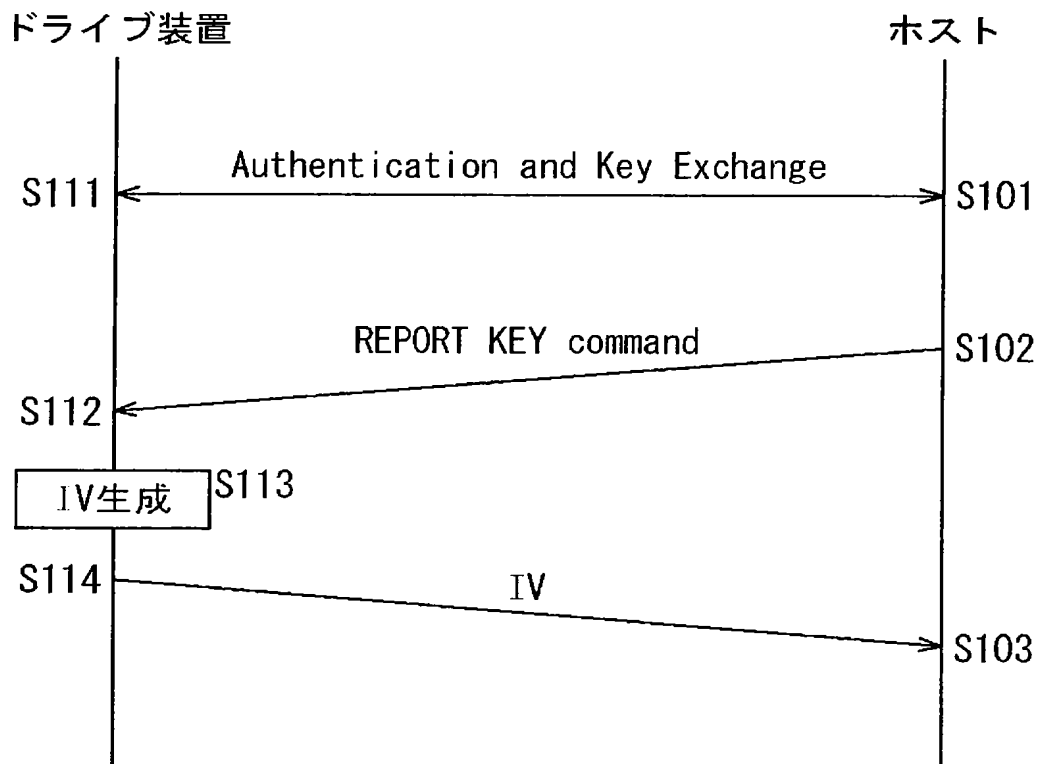 ドライブ装置
ホスト
Authentication and Key Exchange
S111
S101
REPORT KEY command
S102
S112
IV生成
S113
S114
IV
S103